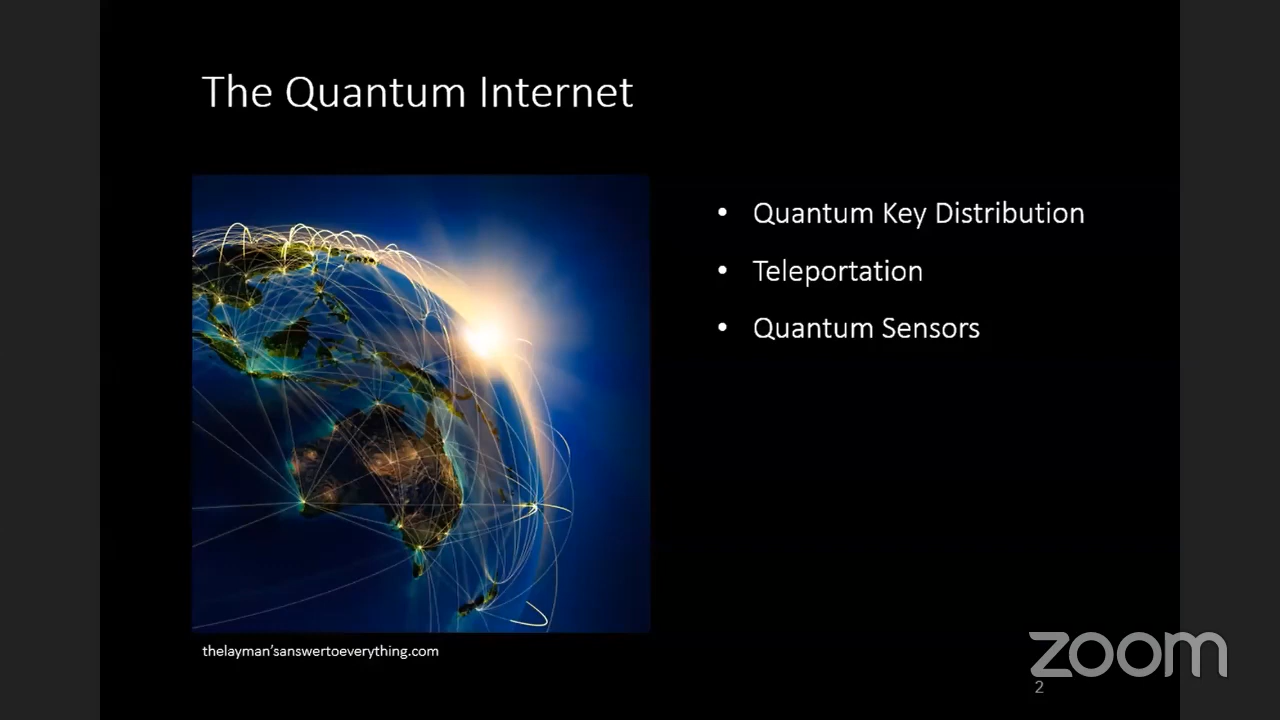 The Quantum Internet
• Quantum Key Distribution
• Teleportation
• Quantum Sensors
thelayman'sanswertoeverything.com
zoom
2